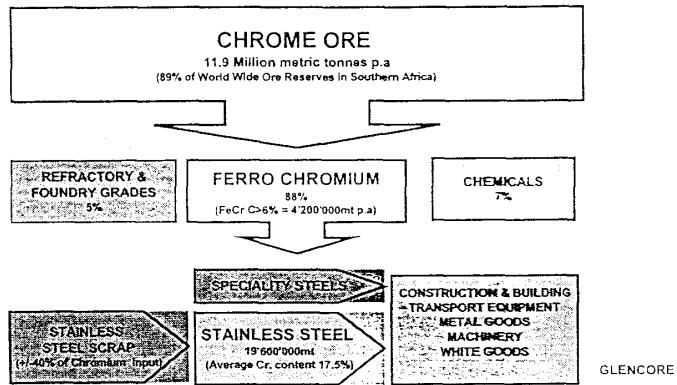 CHROME ORE
11.9 Million metric tonnes p.a
(89% of World Wide Ore Reserves in Southern Africa)
REFRACTORY &
FOUNDRY GRADES
5%
FERRO CHROMIUM
88%
(FeCr C>6% = 4'200'000mt p.a)
CHEMICALS
7%
SPECIALITY STEELS
STAINLESS
STEEL SCRAP
(+/-40% of Chromium Input)
STAINLESS STEEL
19'600'000mt
(Average Cr. content 17.5%)
CONSTRUCTION & BUILDING
TRANSPORT EQUIPMENT
METAL GOODS
MACHINERY
WHITE GOODS
GLENCORE